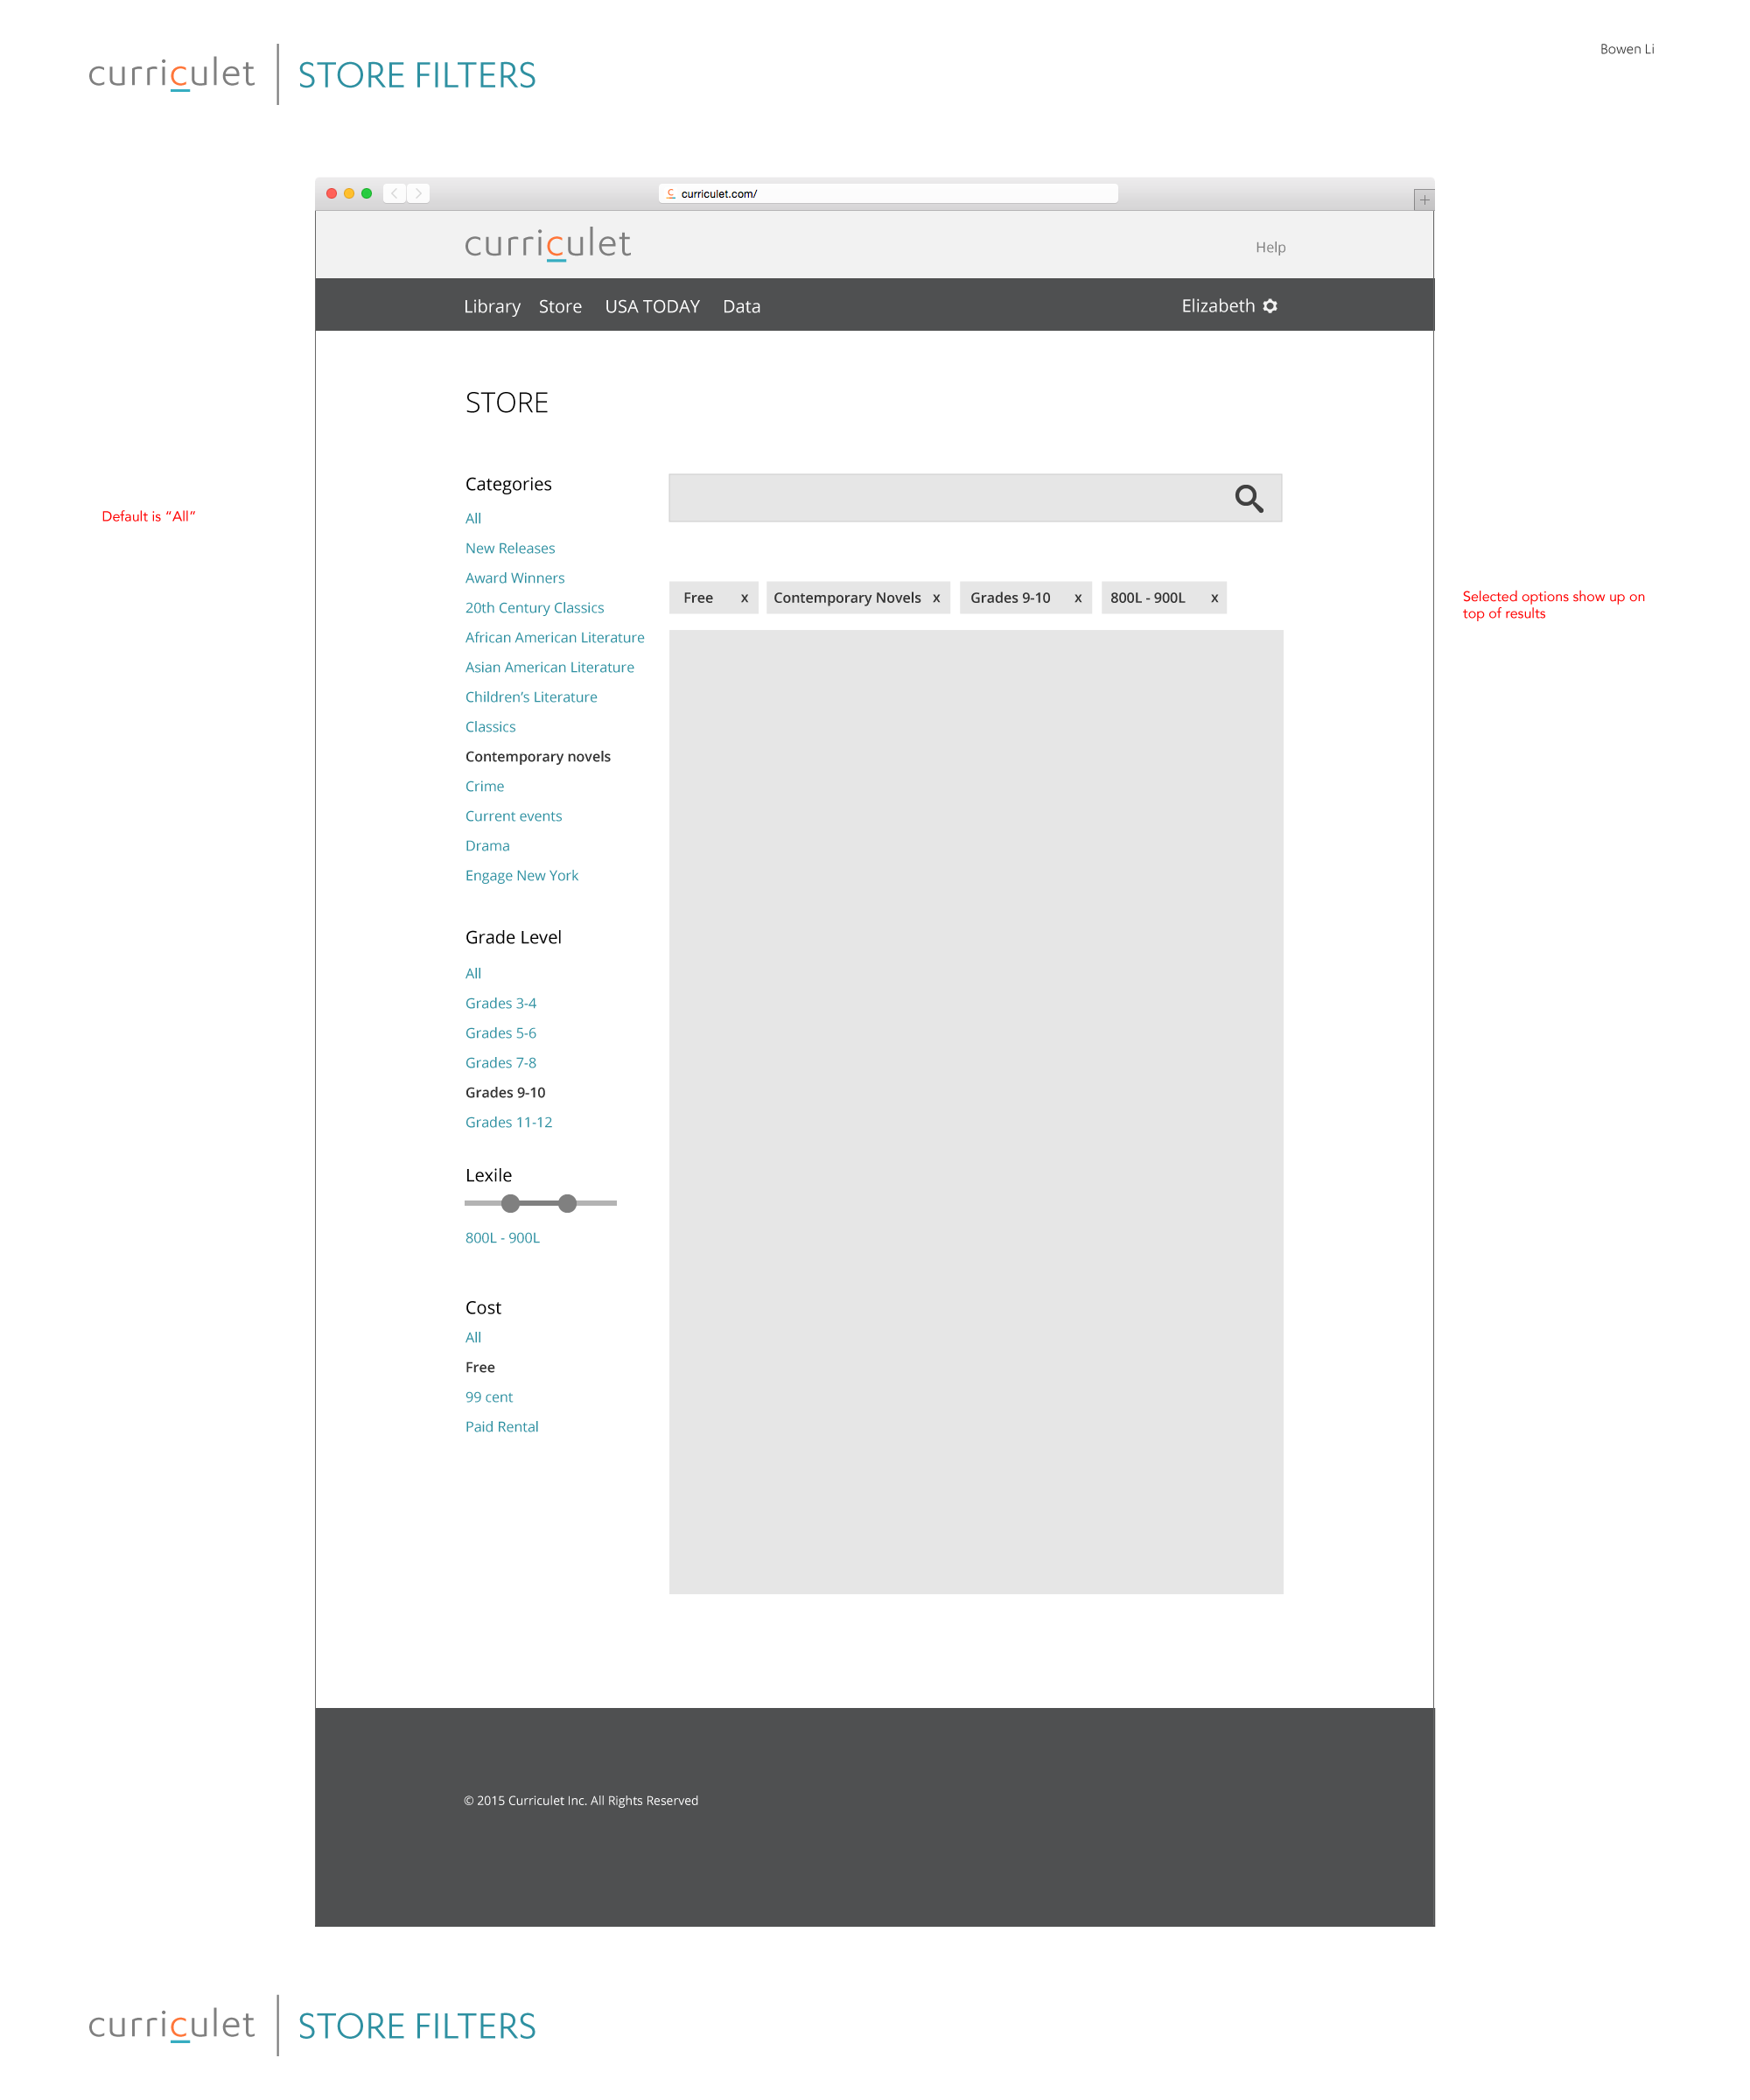 curriculet STORE FILTERS
Bowen Li
curriculet.com/
curriculet
Help
Library Store USA TODAY Data
Elizabeth
STORE
Default is "All"
Categories
All
New Releases
Award Winners
20th Century Classics
African American Literature
Asian American Literature
Children's Literature
Classics
Contemporary novels
Crime
Current events
Drama
Engage New York
Grade Level
All
Grades 3-4
Grades 5-6
Grades 7-8
Grades 9-10
Grades 11-12
Lexile
800L - 900L
Cost
All
Free
99 cent
Paid Rental
Free x Contemporary Novels x Grades 9-10 x 800L - 900L x
Selected options show up on
top of results
© 2015 Curriculet Inc. All Rights Reserved
curriculet STORE FILTERS